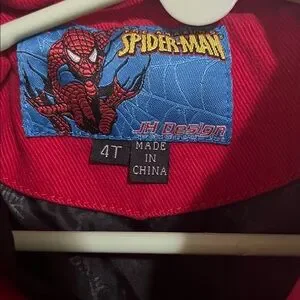 SPIDER-MAN
JH Design
4T
MADE
IN
CHINA